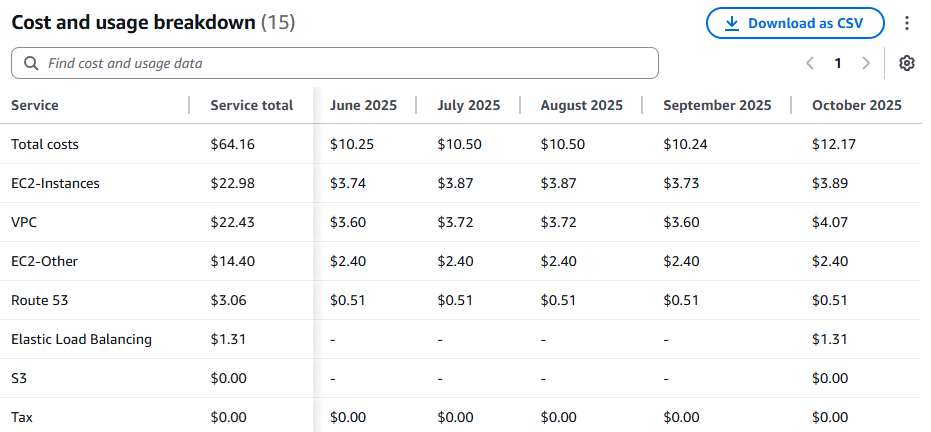 Cost and usage breakdown (15)
Download as CSV
Find cost and usage data
1
Service Service total June 2025 July 2025 August 2025 September 2025 October 2025
Total costs $64.16 $10.25 $10.50 $10.50 $10.24 $12.17
EC2-Instances $22.98 $3.74 $3.87 $3.87 $3.73 $3.89
VPC $22.43 $3.60 $3.72 $3.72 $3.60 $4.07
EC2-Other $14.40 $2.40 $2.40 $2.40 $2.40 $2.40
Route 53 $3.06 $0.51 $0.51 $0.51 $0.51 $0.51
Elastic Load Balancing $1.31 - - - - $1.31
S3 $0.00 - - - - $0.00
Tax $0.00 $0.00 $0.00 $0.00 $0.00 $0.00